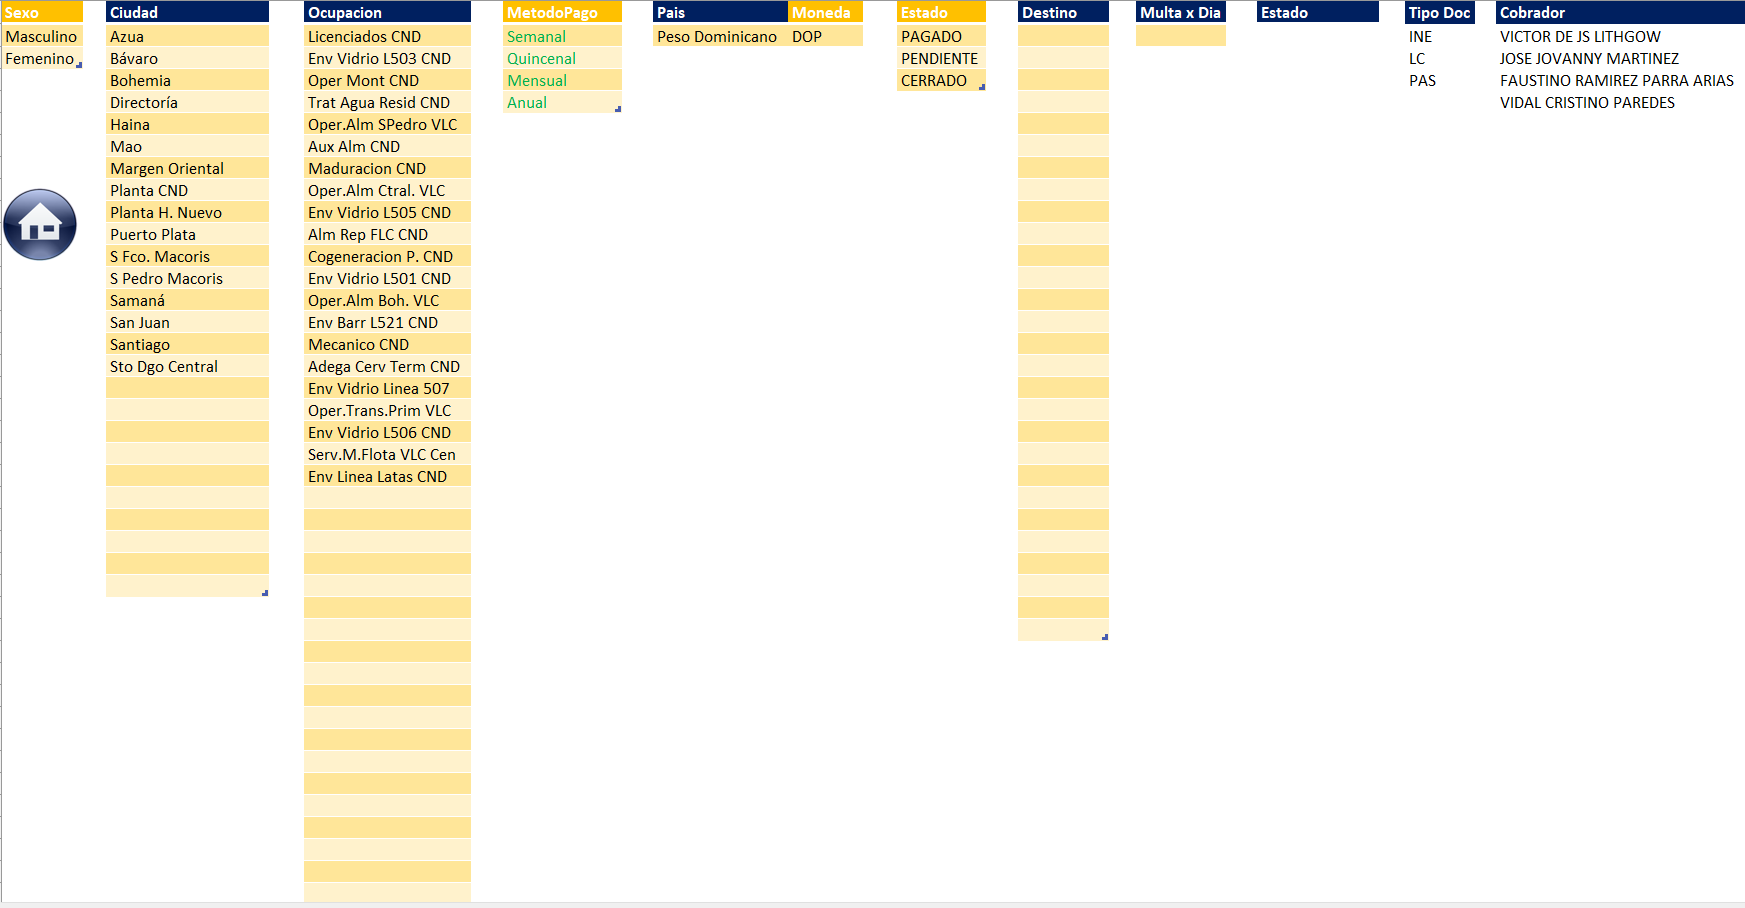 Sexo Ciudad Ocupacion MetodoPago Pais Moneda Estado Destino Multa x Dia Estado Tipo Doc Cobrador
Masculino Azua Licenciados CND Semanal Peso Dominicano DOP PAGADO INE VICTOR DE JS LITHGOW
Femenino Bávaro Env Vidrio L503 CND Quincenal PENDIENTE LC JOSE JOVANNY MARTINEZ
Bohemia Oper Mont CND Mensual CERRADO PAS FAUSTINO RAMIREZ PARRA ARIAS
Directoría Trat Agua Resid CND Anual VIDAL CRISTINO PAREDES
Haina Oper.Alm SPedro VLC
Mao Aux Alm CND
Margen Oriental Maduracion CND
Planta CND Oper.Alm Ctral. VLC
Planta H. Nuevo Env Vidrio L505 CND
Puerto Plata Alm Rep FLC CND
S Fco. Macoris Cogeneracion P. CND
S Pedro Macoris Env Vidrio L501 CND
Samaná Oper.Alm Boh. VLC
San Juan Env Barr L521 CND
Santiago Mecanico CND
Sto Dgo Central Adega Cerv Term CND
Env Vidrio Linea 507
Oper.Trans.Prim VLC
Env Vidrio L506 CND
Serv.M.Flota VLC Cen
Env Linea Latas CND